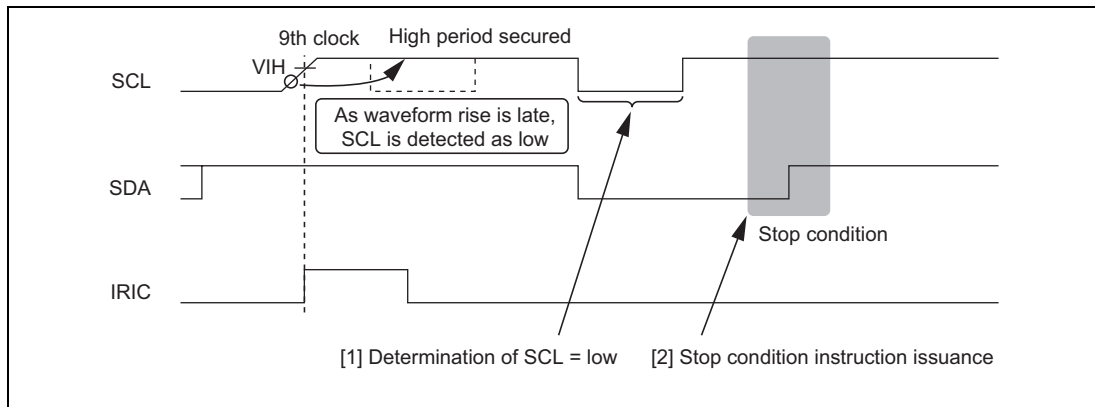 9th clock
High period secured
VIH
SCL
As waveform rise is late,
SCL is detected as low
SDA
Stop condition
IRIC
[1] Determination of SCL = low
[2] Stop condition instruction issuance